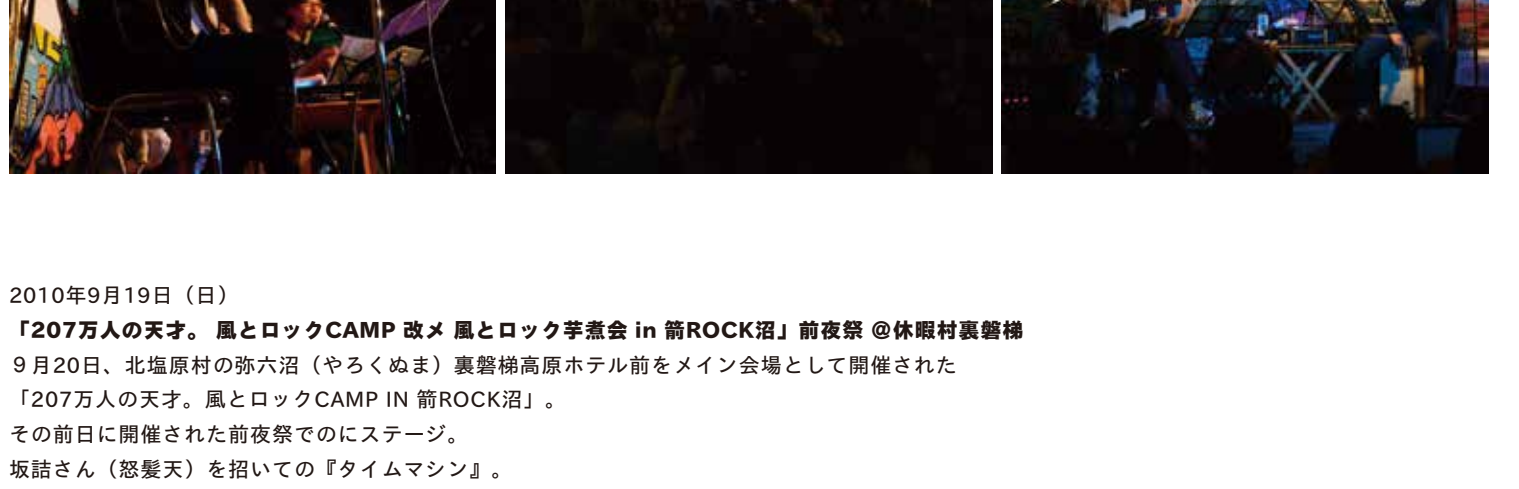 2010年9月19日（日）
「207万人の天才。 風とロックCAMP 改メ 風とロック芋煮会 in 箭ROCK沼」前夜祭 @休暇村裏磐梯
９月20日、北塩原村の弥六沼（やろくぬま）裏磐梯高原ホテル前をメイン会場として開催された
「207万人の天才。風とロックCAMP IN 箭ROCK沼」。
その前日に開催された前夜祭でのにステージ。
坂詰さん（怒髪天）を招いての『タイムマシン』。